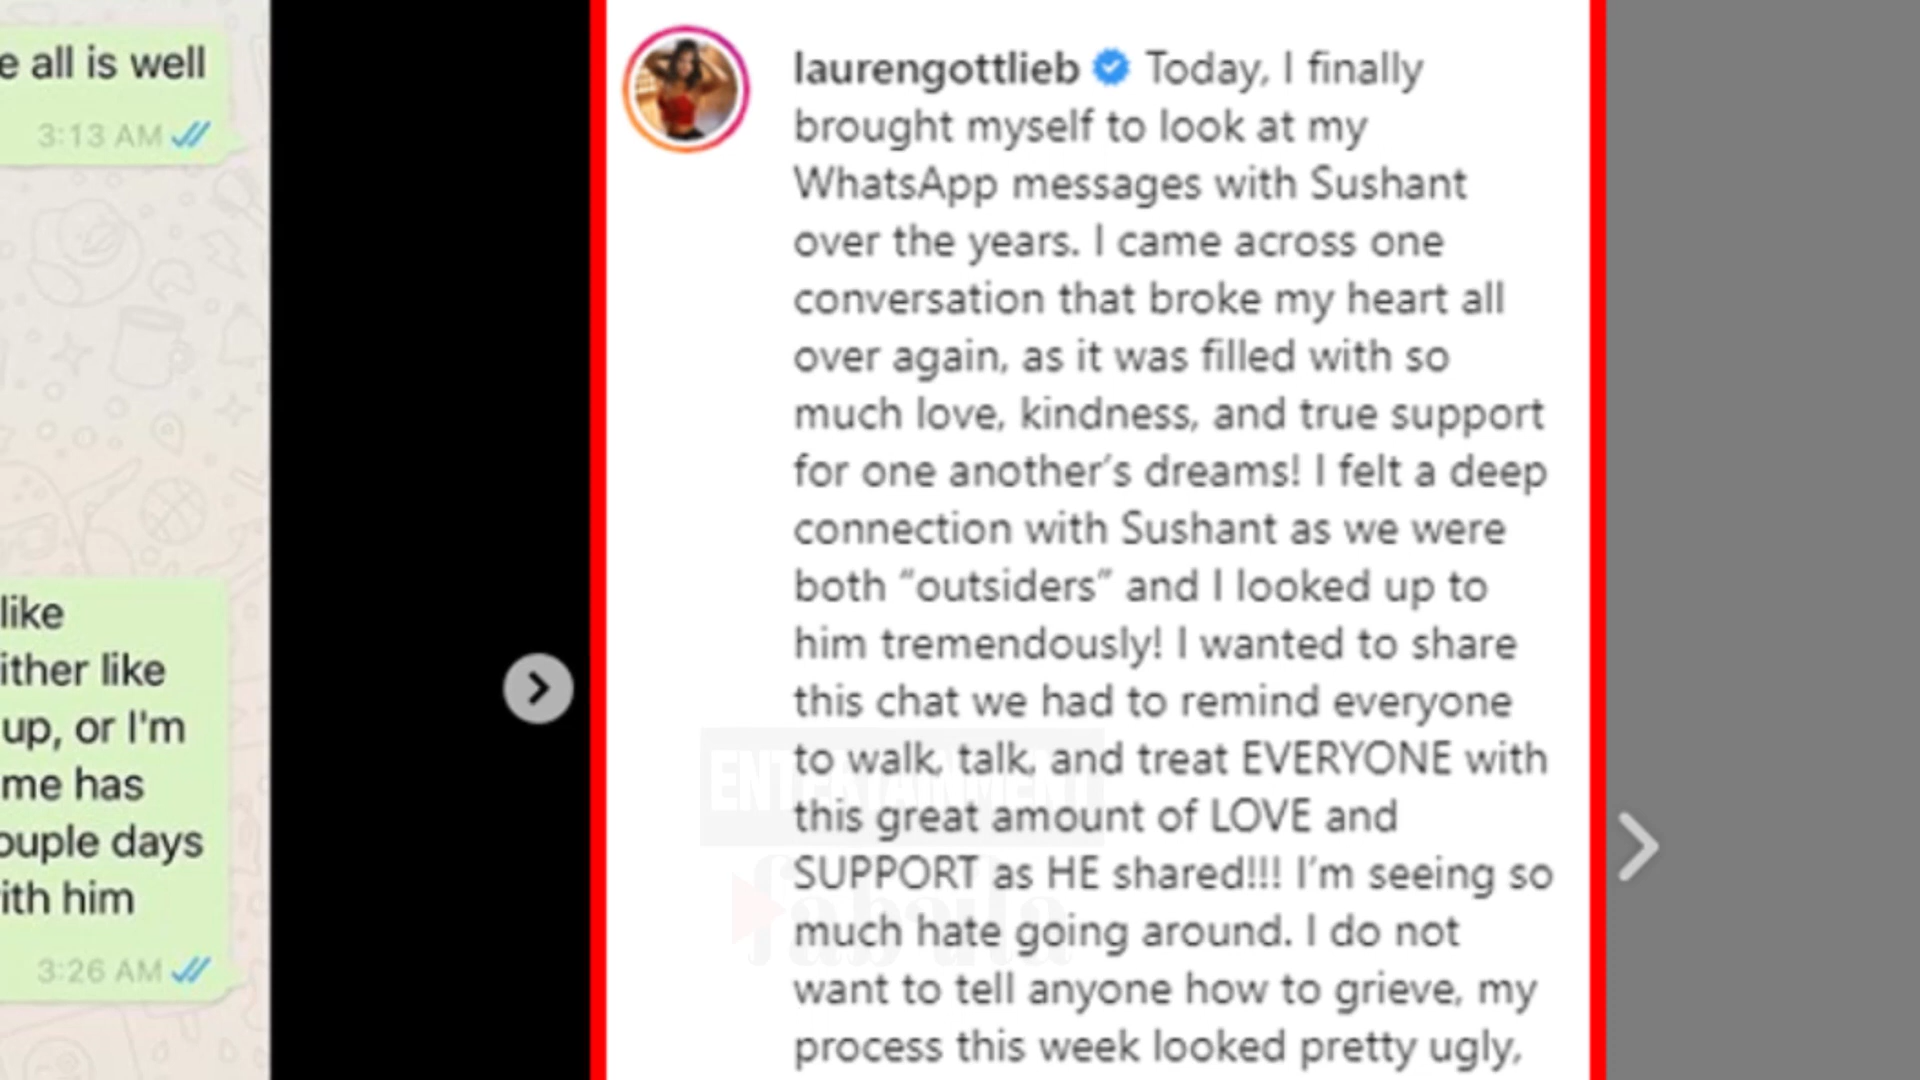 e all is well
3:13 AM
like
ither like
up, or I'm
me has
ouple days
ith him
3:26 AM
laurengottlieb Today, I finally
brought myself to look at my
WhatsApp messages with Sushant
over the years. I came across one
conversation that broke my heart all
over again, as it was filled with so
much love, kindness, and true support
for one another’s dreams! I felt a deep
connection with Sushant as we were
both “outsiders” and I looked up to
him tremendously! I wanted to share
this chat we had to remind everyone
to walk, talk, and treat EVERYONE with
this great amount of LOVE and
SUPPORT as HE shared!!! I’m seeing so
much hate going around. I do not
want to tell anyone how to grieve, my
process this week looked pretty ugly,
ENTERTAINMENT